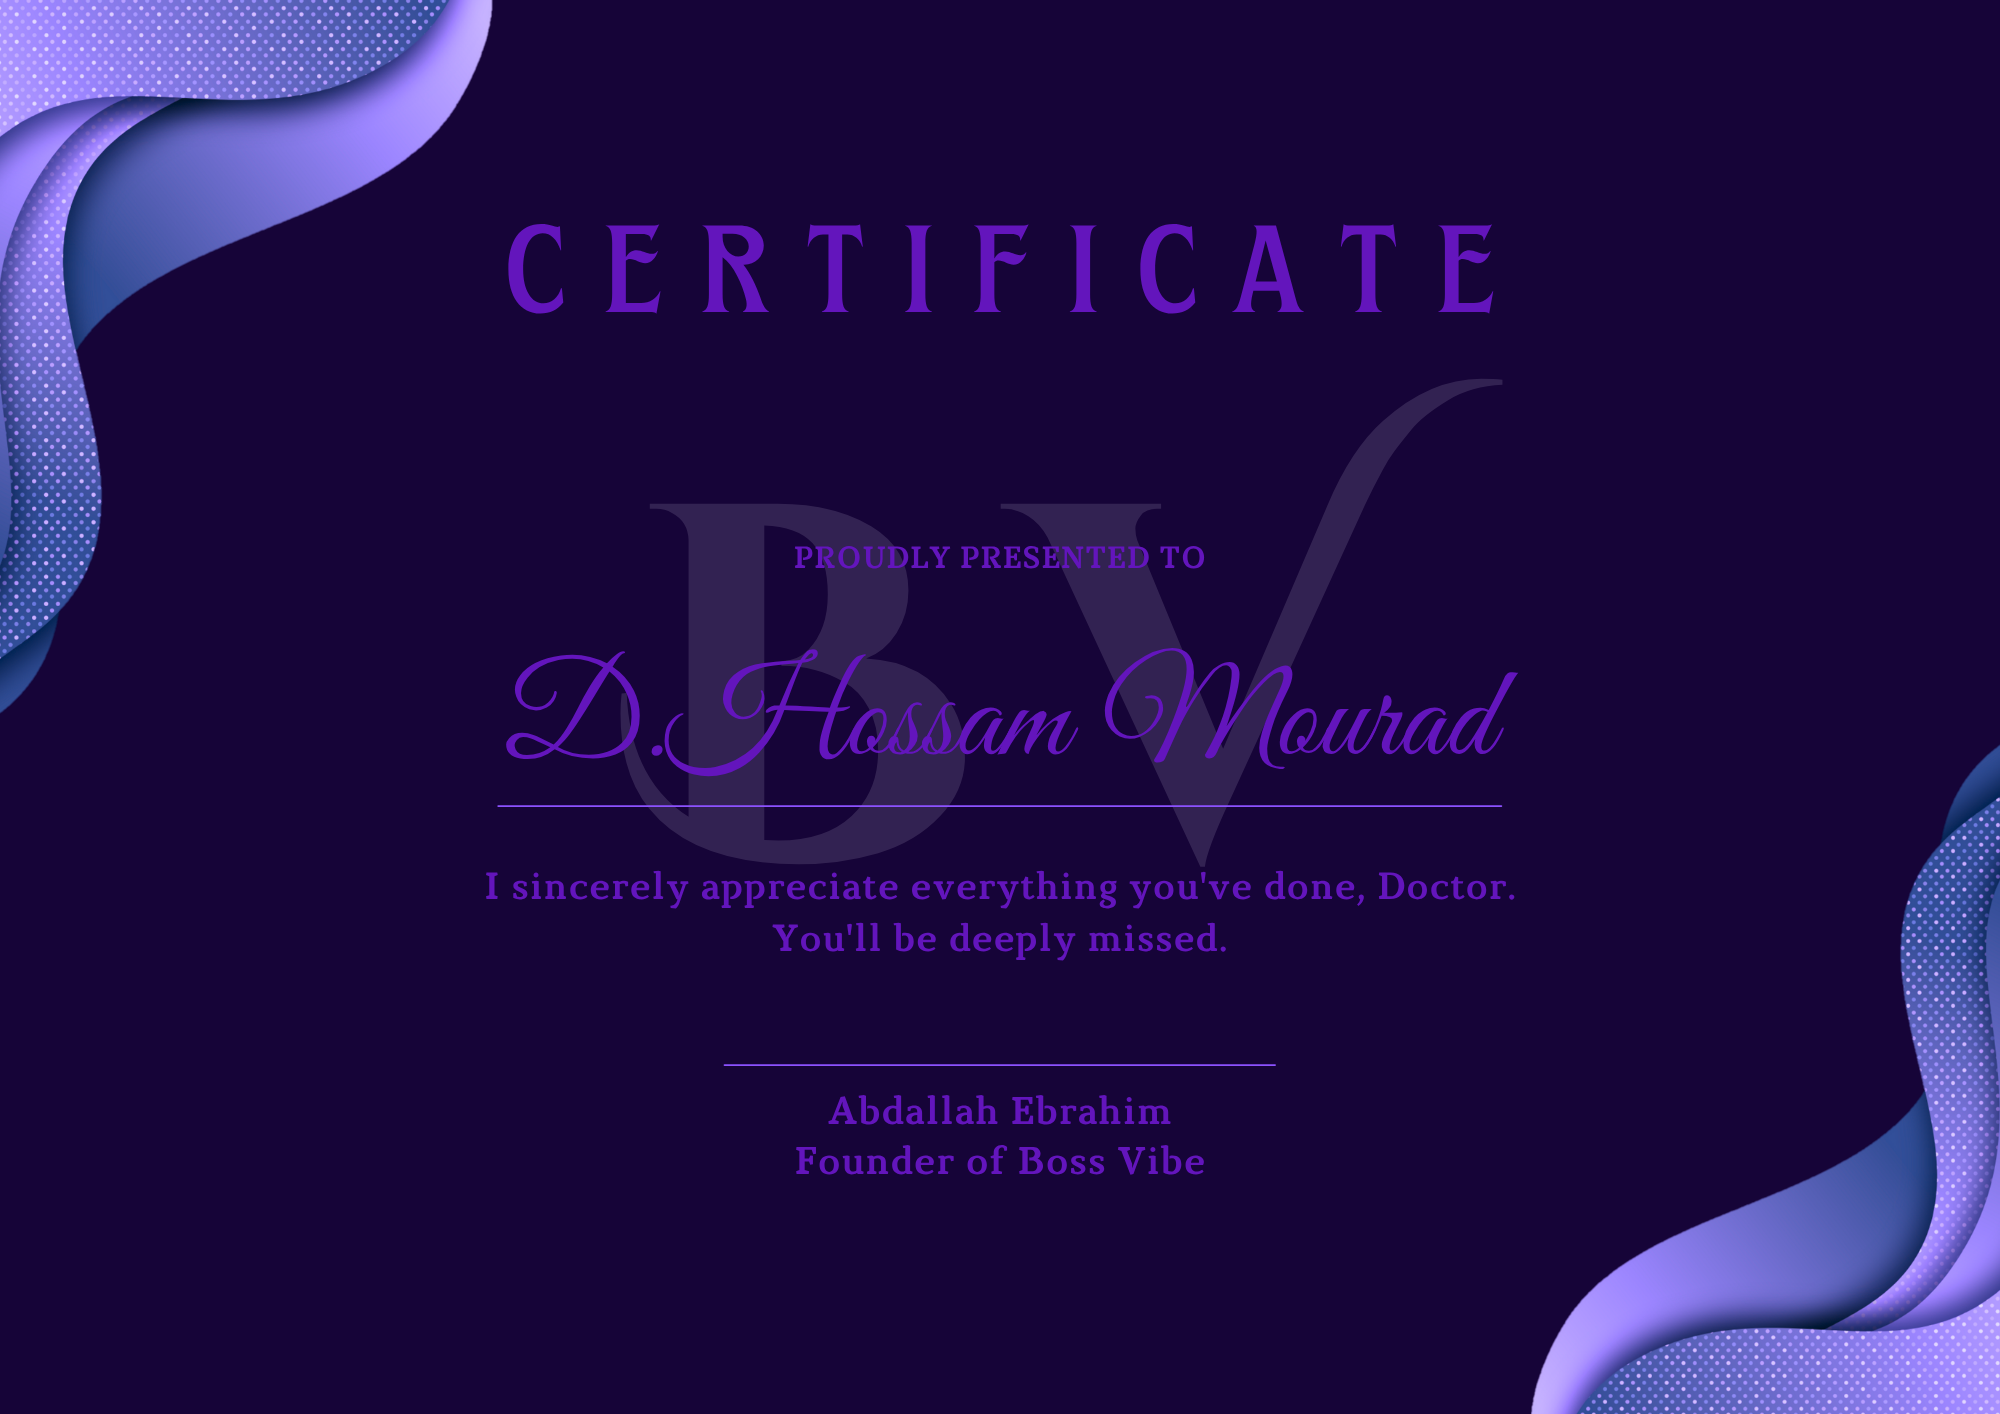 CERTIFICATE
BV
PROUDLY PRESENTED TO
D.Hossam Mourad
I sincerely appreciate everything you've done, Doctor.
You'll be deeply missed.
Abdallah Ebrahim
Founder of Boss Vibe